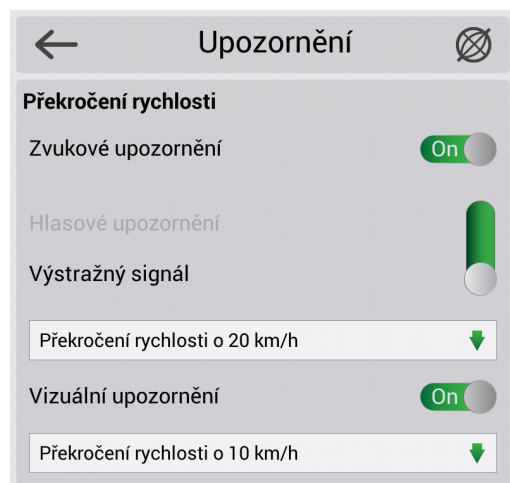 Upozornění
Překročení rychlosti
Zvukové upozornění
On
Hlasové upozornění
Výstražný signál
Překročení rychlosti o 20 km/h
Vizuální upozornění
On
Překročení rychlosti o 10 km/h